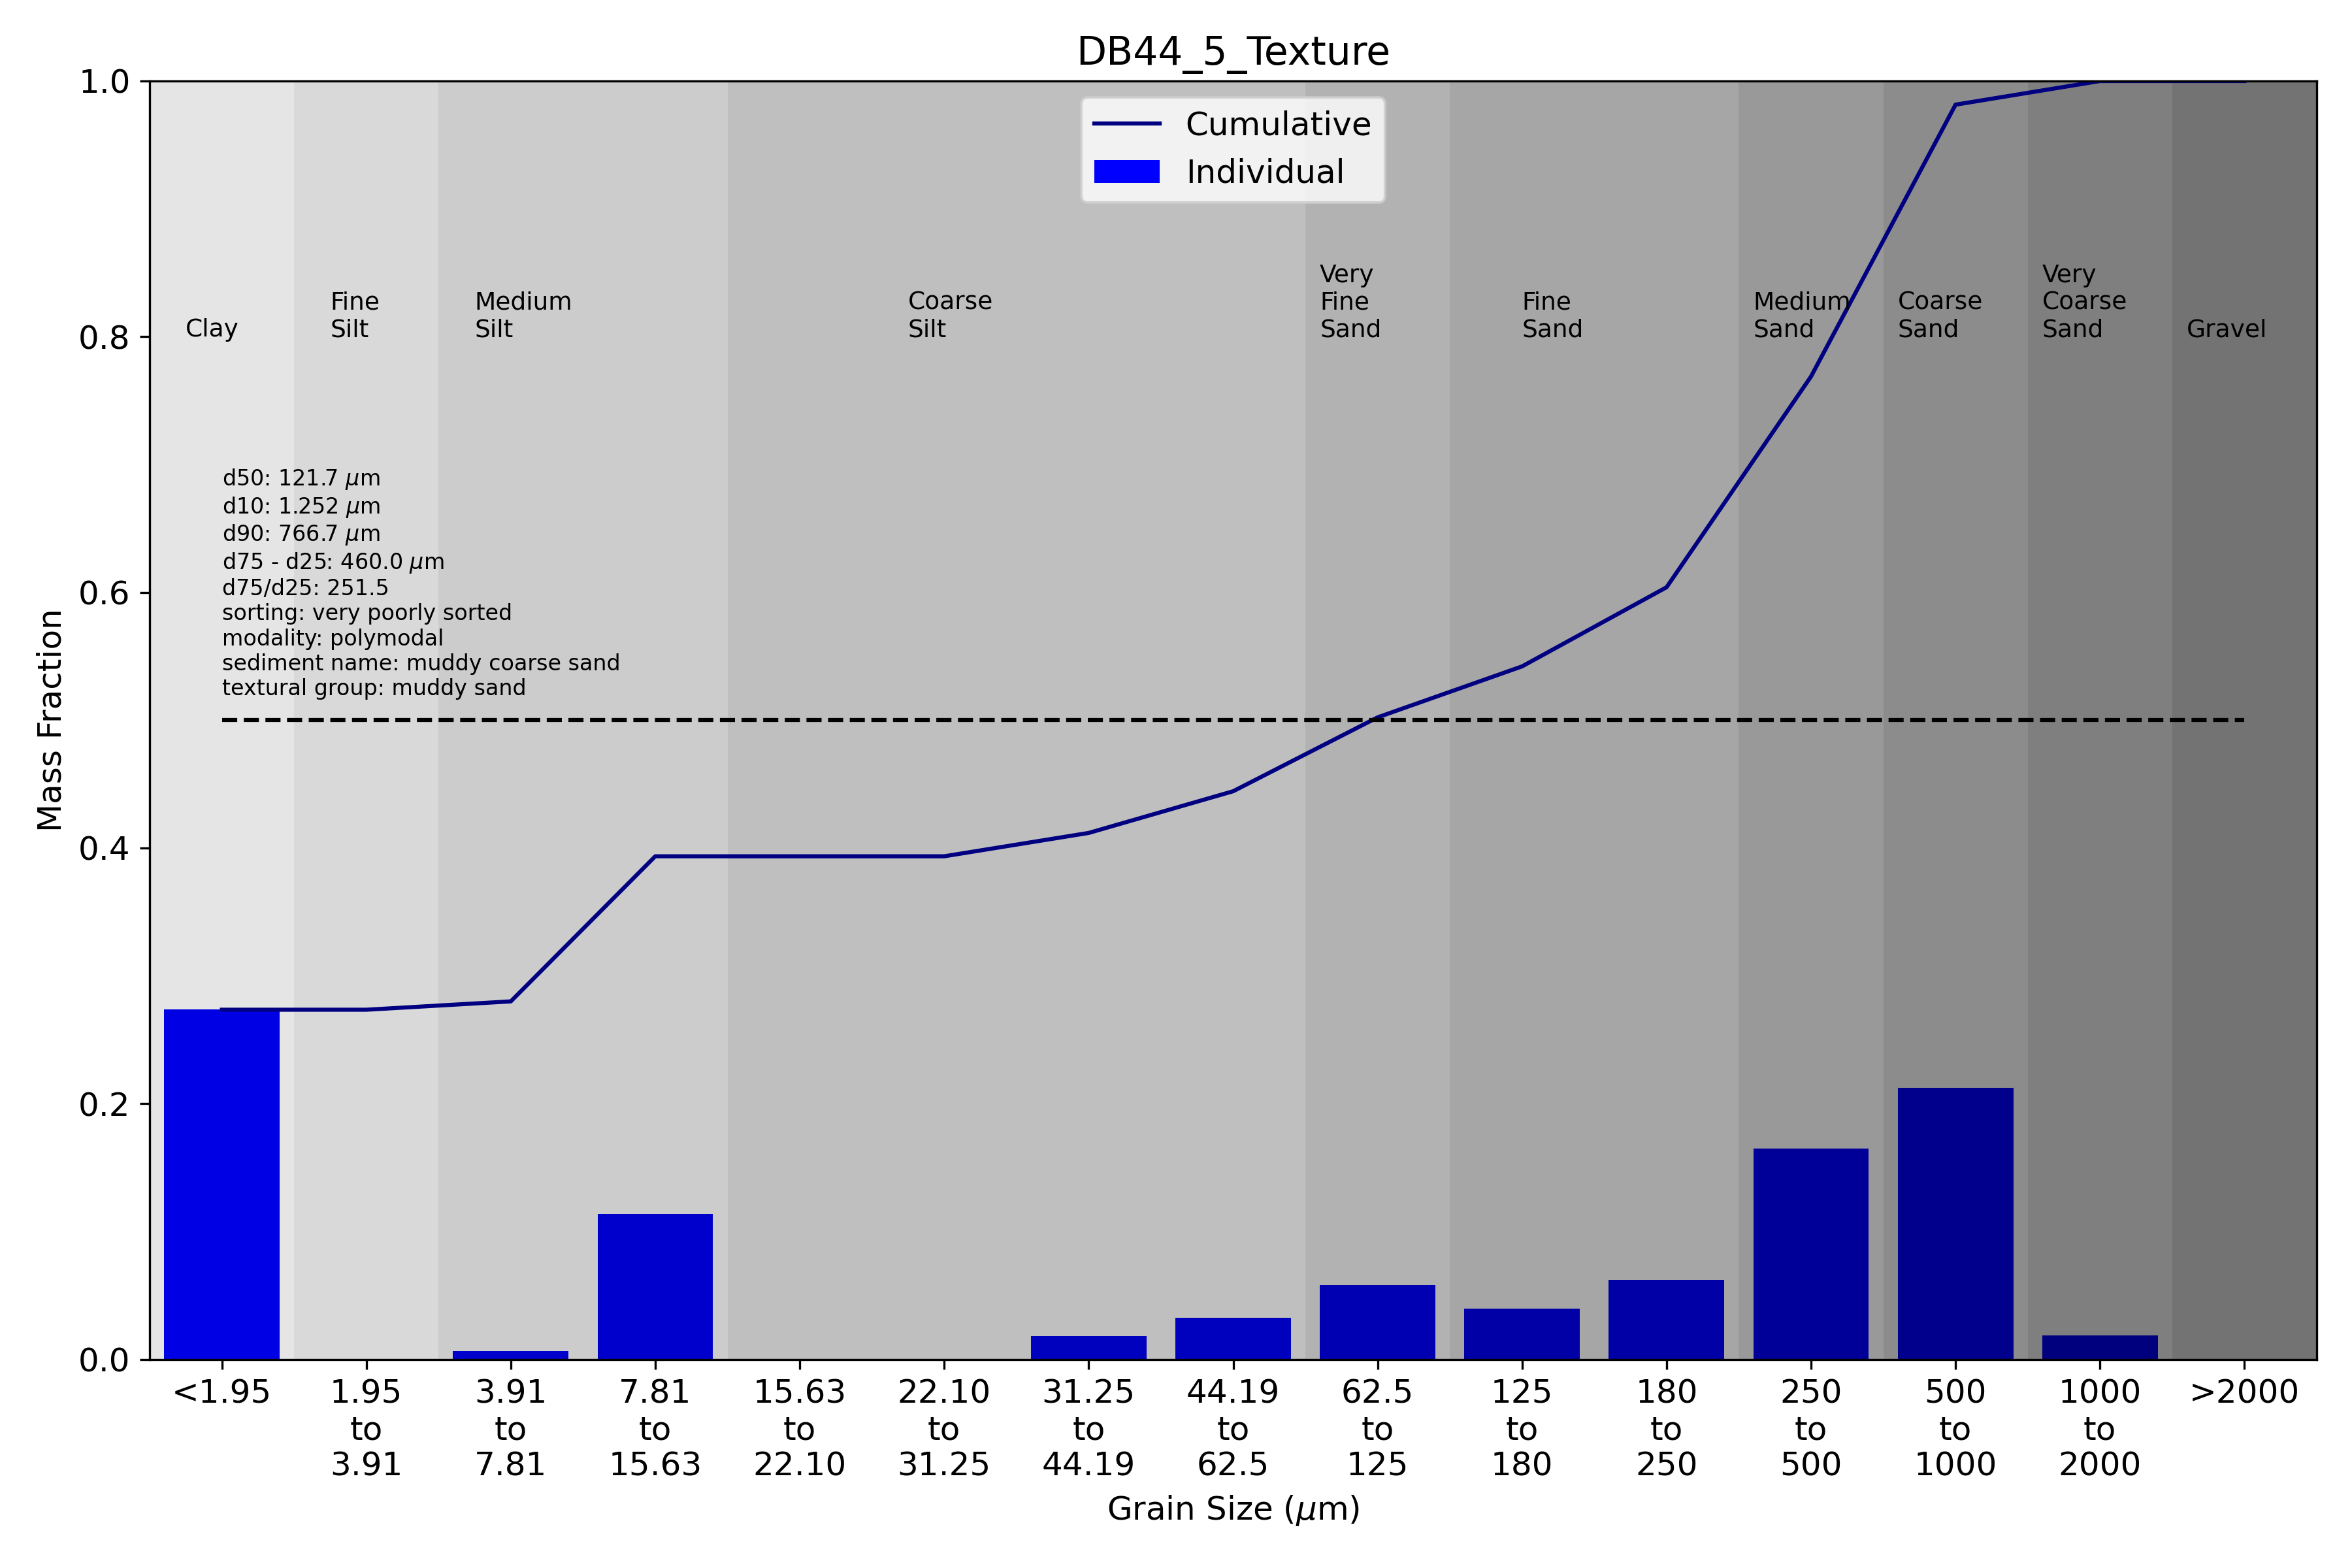 DB44_5_Texture
Cumulative
Individual
1.0
0.8
0.6
0.4
0.2
0.0
Mass Fraction
Clay
Fine
Silt
Medium
Silt
Coarse
Silt
Very
Fine
Sand
Fine
Sand
Medium
Sand
Coarse
Sand
Very
Coarse
Sand
Gravel
d50: 121.7 μm
d10: 1.252 μm
d90: 766.7 μm
d75 - d25: 460.0 μm
d75/d25: 251.5
sorting: very poorly sorted
modality: polymodal
sediment name: muddy coarse sand
textural group: muddy sand
<1.95
1.95
to
3.91
3.91
to
7.81
7.81
to
15.63
15.63
to
22.10
22.10
to
31.25
31.25
to
44.19
44.19
to
62.5
62.5
to
125
125
to
180
180
to
250
250
to
500
500
to
1000
1000
to
2000
>2000
Grain Size (μm)